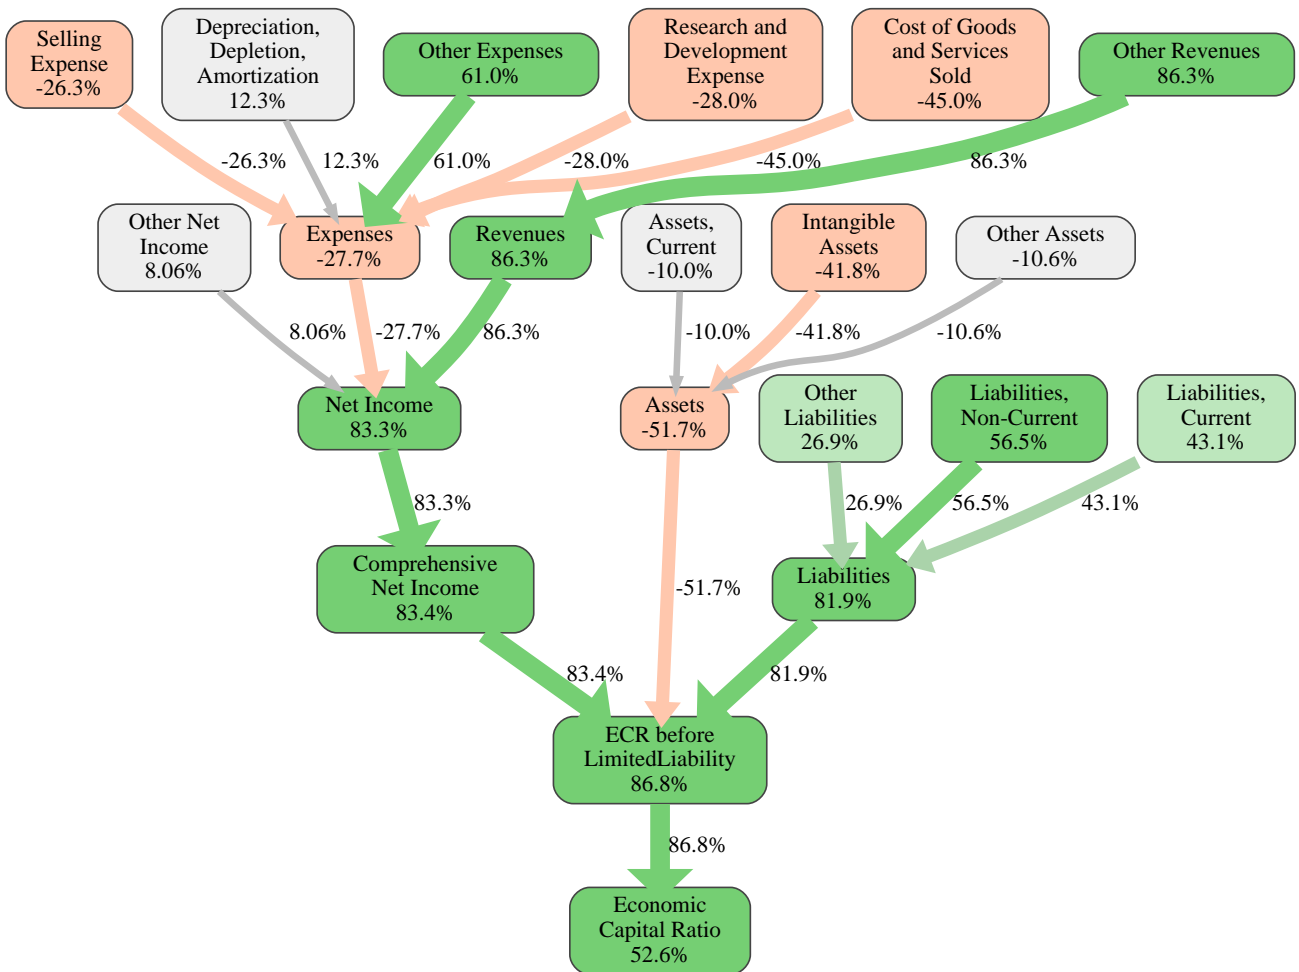 Selling
Expense
-26.3%
Depreciation,
Depletion,
Amortization
12.3%
Other Expenses
61.0%
Research and
Development
Expense
-28.0%
Cost of Goods
and Services
Sold
-45.0%
Other Revenues
86.3%
-26.3%
12.3%
61.0%
-28.0%
-45.0%
86.3%
Other Net
Income
8.06%
Expenses
-27.7%
Revenues
86.3%
Assets,
Current
-10.0%
Intangible
Assets
-41.8%
Other Assets
-10.6%
8.06%
-27.7%
86.3%
-10.0%
-41.8%
-10.6%
Net Income
83.3%
Assets
-51.7%
Other
Liabilities
26.9%
Liabilities,
Non-Current
56.5%
Liabilities,
Current
43.1%
83.3%
26.9%
56.5%
43.1%
Comprehensive
Net Income
83.4%
-51.7%
Liabilities
81.9%
83.4%
81.9%
ECR before
LimitedLiability
86.8%
86.8%
Economic
Capital Ratio
52.6%